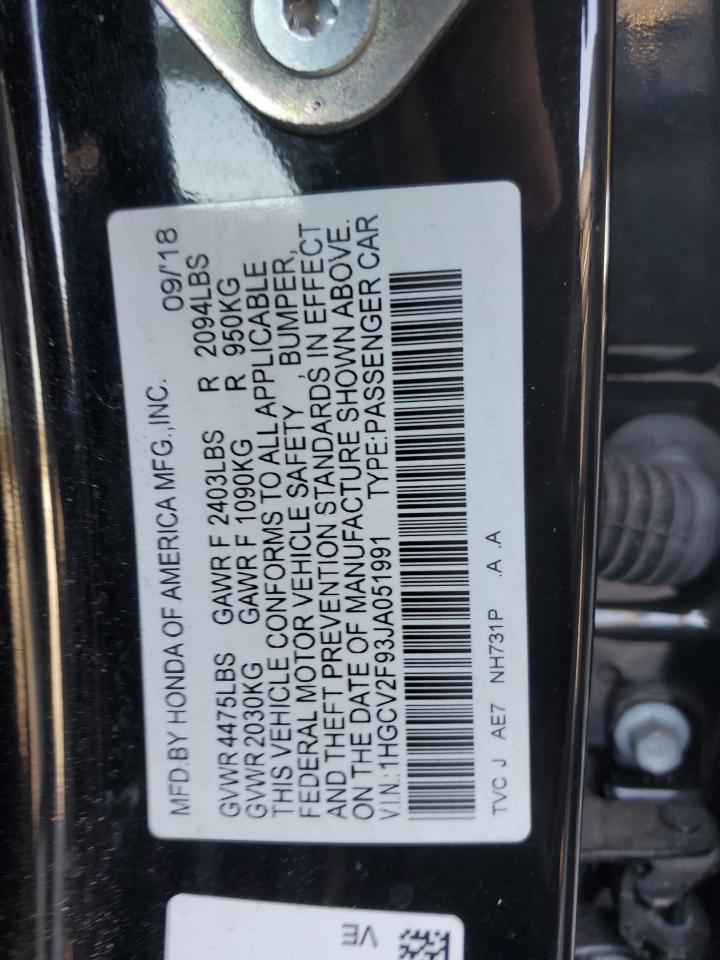 MFD.BY HONDA OF AMERICA MFG.,INC. 09/'18
GVWR 4475LBS GAWR F 2403LBS R 2094LBS
GVWR 2030KG GAWR F 1090KG R 950KG
THIS VEHICLE CONFORMS TO ALL APPLICABLE
FEDERAL MOTOR VEHICLE SAFETY , BUMPER,
AND THEFT PREVENTION STANDARDS IN EFFECT
ON THE DATE OF MANUFACTURE SHOWN ABOVE.
V.I.N.:1HGCV2F93JA051991 TYPE:PASSENGER CAR
TVC J AE7 NH731P .A .A
VE